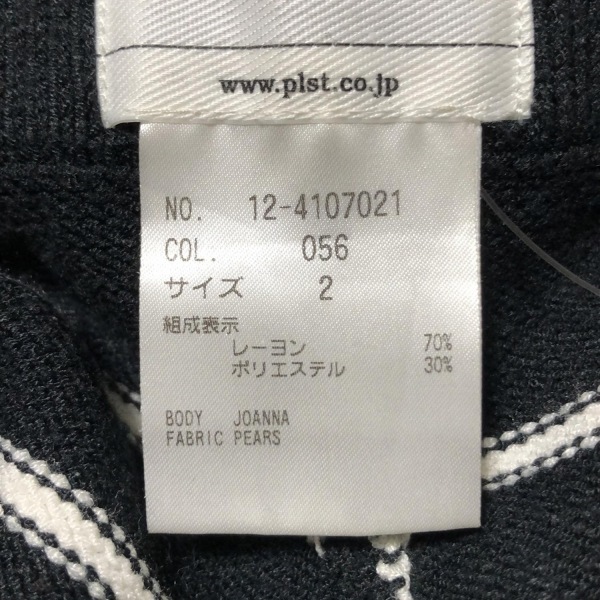 www.plst.co.jp
NO. 12-4107021
COL. 056
サイズ 2
組成表示
レーヨン 70%
ポリエステル 30%
BODY JOANNA
FABRIC PEARS